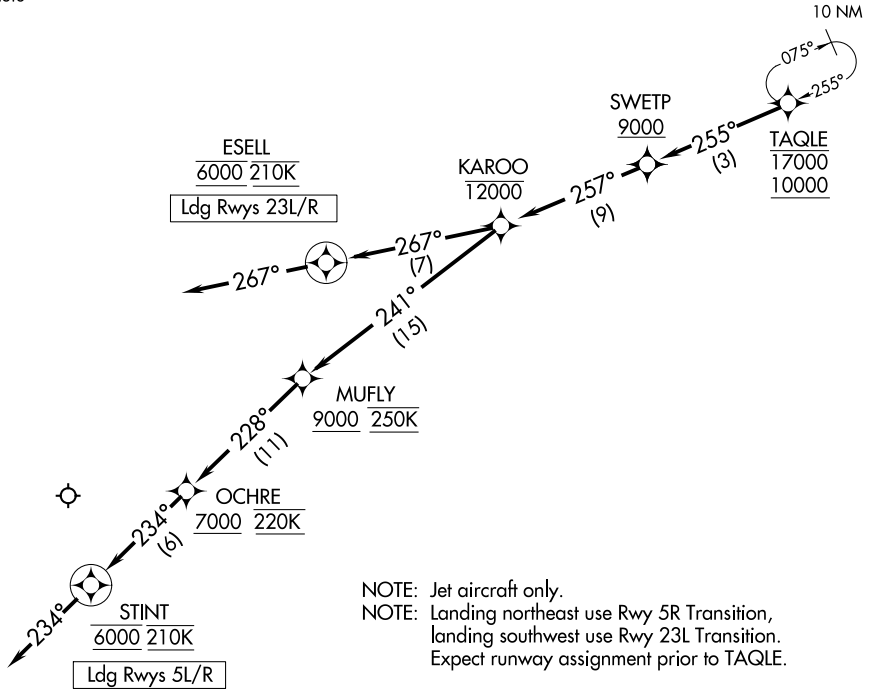 10 NM
075°
255°
SWETP
9000
255°
(3)
TAQLE
17000
10000
ESELL
6000 210K
Ldg Rwys 23L/R
KAROO
12000
257°
(9)
267°
(7)
267°
241°
(15)
MUFLY
9000 250K
228°
(11)
OCHRE
7000 220K
234°
(6)
234°
STINT
6000 210K
Ldg Rwys 5L/R
NOTE: Jet aircraft only.
NOTE: Landing northeast use Rwy 5R Transition,
landing southwest use Rwy 23L Transition.
Expect runway assignment prior to TAQLE.